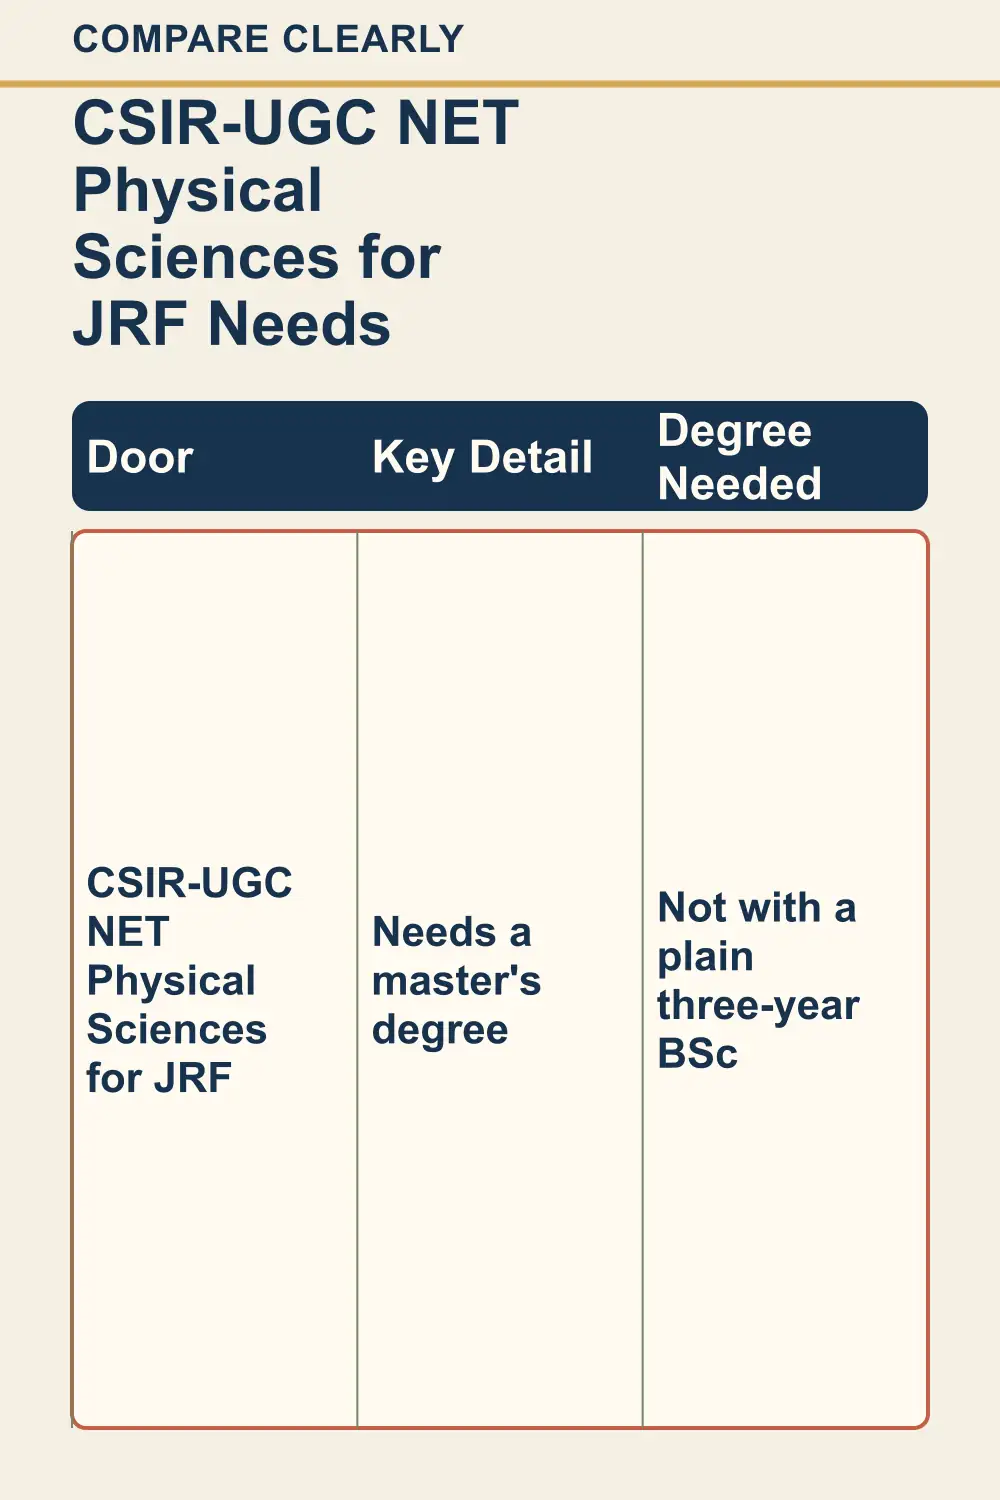 COMPARE CLEARLY
CSIR-UGC NET
Physical
Sciences for
JRF Needs
Door
Key Detail
Degree
Needed
CSIR-UGC
NET
Physical
Sciences
for JRF
Needs a
master's
degree
Not with a
plain
three-year
BSc